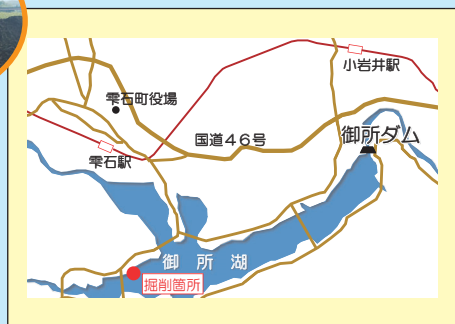 小岩井駅
雫石町役場
国道46号
御所ダム
雫石駅
御所湖
掘削箇所